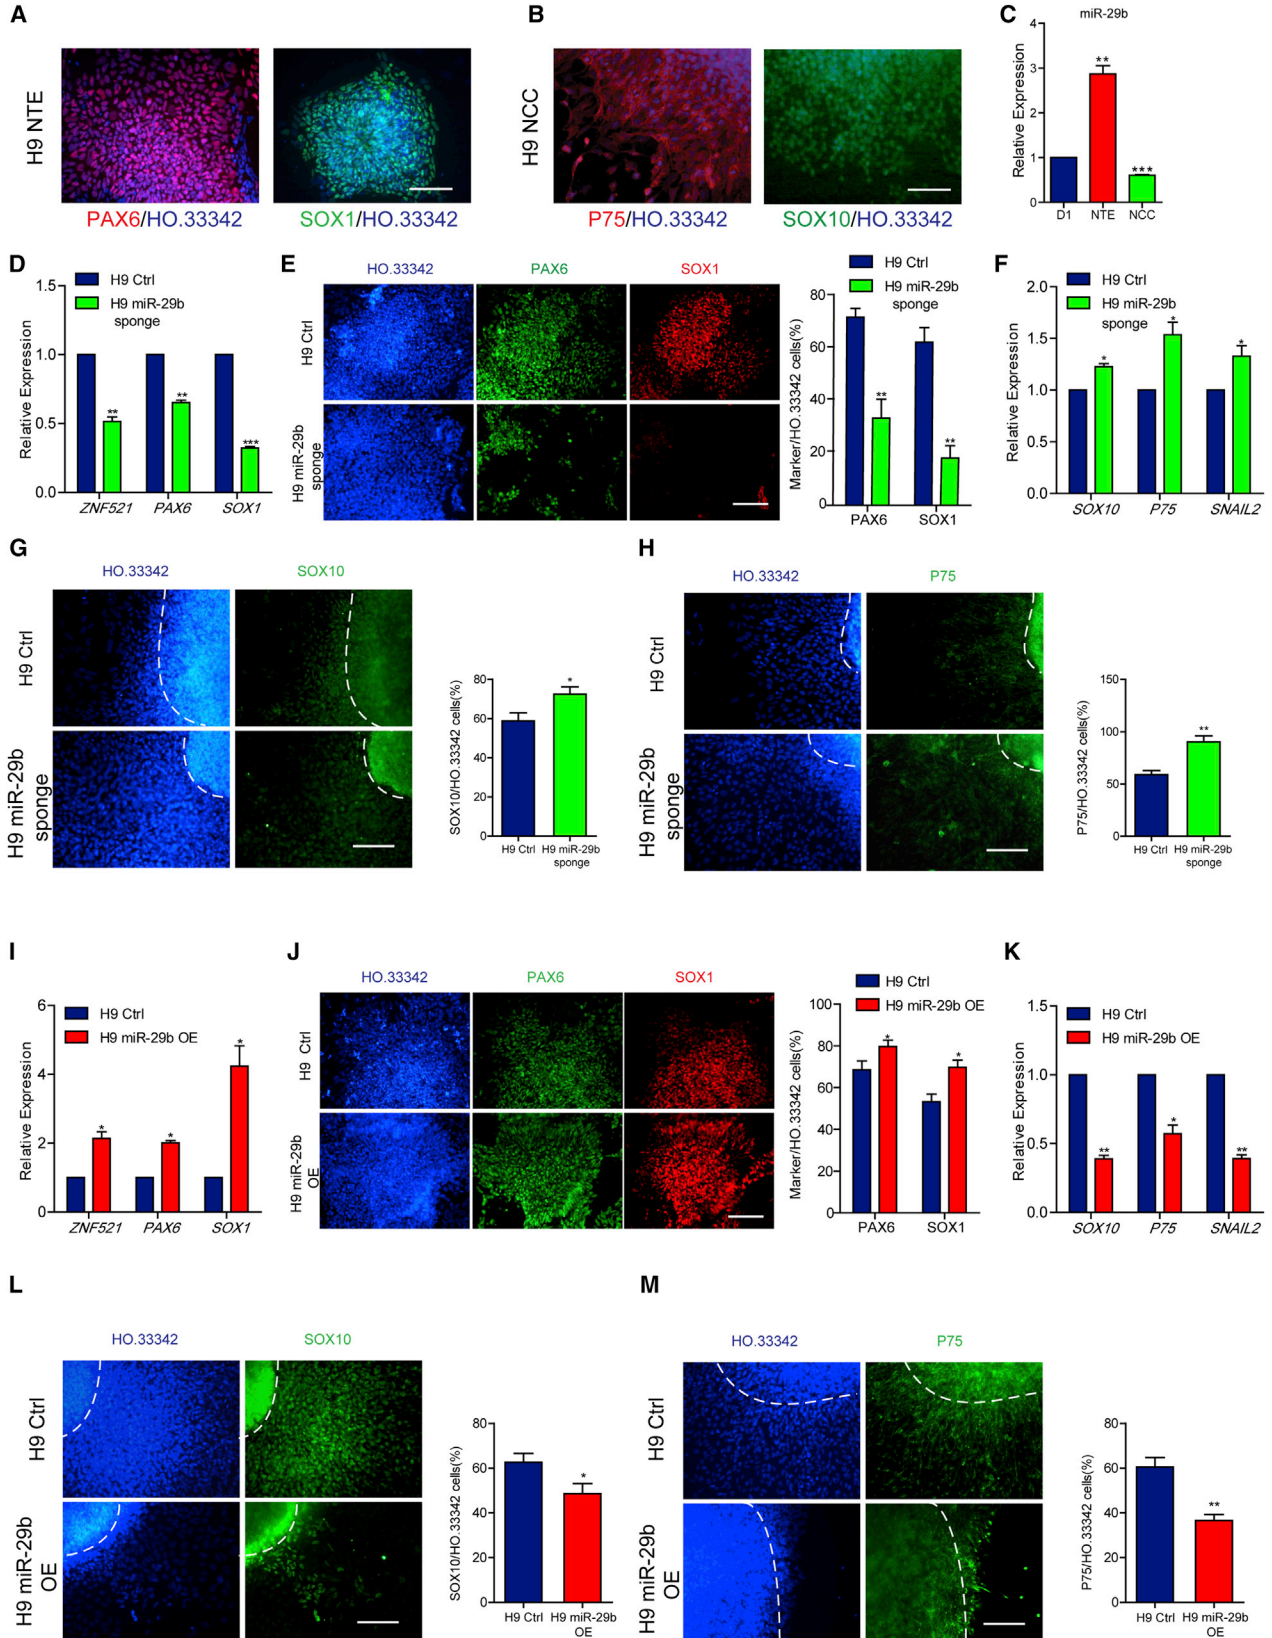 A
H9 NTE
PAX6/HO.33342
SOX1/HO.33342
B
H9 NCC
P75/HO.33342
SOX10/HO.33342
C
miR-29b
Relative Expression
4
3
2
1
0
**
***
D1
NTE
NCC
D
H9 Ctrl
H9 miR-29b
sponge
Relative Expression
1.5
1.0
0.5
0.0
**
**
***
ZNF521
PAX6
SOX1
E
HO.33342
PAX6
SOX1
H9 Ctrl
H9 miR-29b
sponge
H9 Ctrl
H9 miR-29b
sponge
Marker/HO.33342 cells(%)
80
60
40
20
0
**
**
PAX6
SOX1
F
H9 Ctrl
H9 miR-29b
sponge
Relative Expression
2.0
1.5
1.0
0.5
0.0
*
*
*
SOX10
P75
SNAIL2
G
HO.33342
SOX10
H9 Ctrl
H9 miR-29b
sponge
SOX10/HO.33342 cells(%)
80
60
40
20
0
*
H9 Ctrl
H9 miR-29b
sponge
H
HO.33342
P75
H9 Ctrl
H9 miR-29b
sponge
P75/HO.33342 cells(%)
150
100
50
0
**
H9 Ctrl
H9 miR-29b
sponge
I
H9 Ctrl
H9 miR-29b OE
Relative Expression
6
4
2
0
*
*
*
ZNF521
PAX6
SOX1
J
HO.33342
PAX6
SOX1
H9 Ctrl
H9 miR-29b
OE
H9 Ctrl
H9 miR-29b OE
Marker/HO.33342 cells(%)
100
80
60
40
20
0
*
*
PAX6
SOX1
K
H9 Ctrl
H9 miR-29b OE
Relative Expression
1.5
1.0
0.5
0.0
**
*
**
SOX10
P75
SNAIL2
L
HO.33342
SOX10
H9 Ctrl
H9 miR-29b
OE
SOX10/HO.33342 cells(%)
80
60
40
20
0
*
H9 Ctrl
H9 miR-29b
OE
M
HO.33342
P75
H9 Ctrl
H9 miR-29b
OE
P75/HO.33342 cells(%)
80
60
40
20
0
**
H9 Ctrl
H9 miR-29b
OE